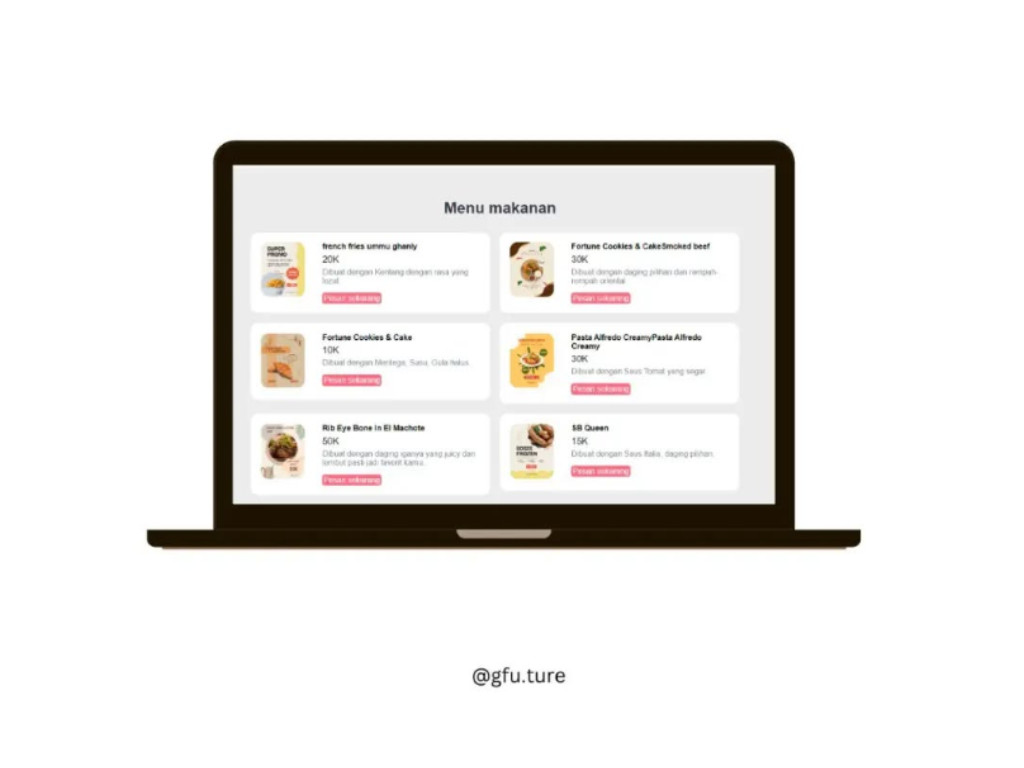 Menu makanan
french fries ummu ghaniy
20K
Dibuat dengan Kentang dengan rasa yang
lezat
Pesan sekarang
Fortune Cookies & CakeSmoked beef
30K
Dibuat dengan daging pilihan dan rempah-
rempah oriental
Pesan sekarang
Fortune Cookies & Cake
10K
Dibuat dengan Mentega, Susu, Gula halus.
Pesan sekarang
Pasta Alfredo CreamyPasta Alfredo
Creamy
30K
Dibuat dengan Saus Tomat yang segar.
Pesan sekarang
Rib Eye Bone In El Machote
50K
Dibuat dengan daging iganya yang juicy dan
lembut pasti jadi favorit kamu.
Pesan sekarang
SB Queen
15K
Dibuat dengan Saus Italia, daging pilihan.
Pesan sekarang
SUPER
PROMO
@gfu.ture